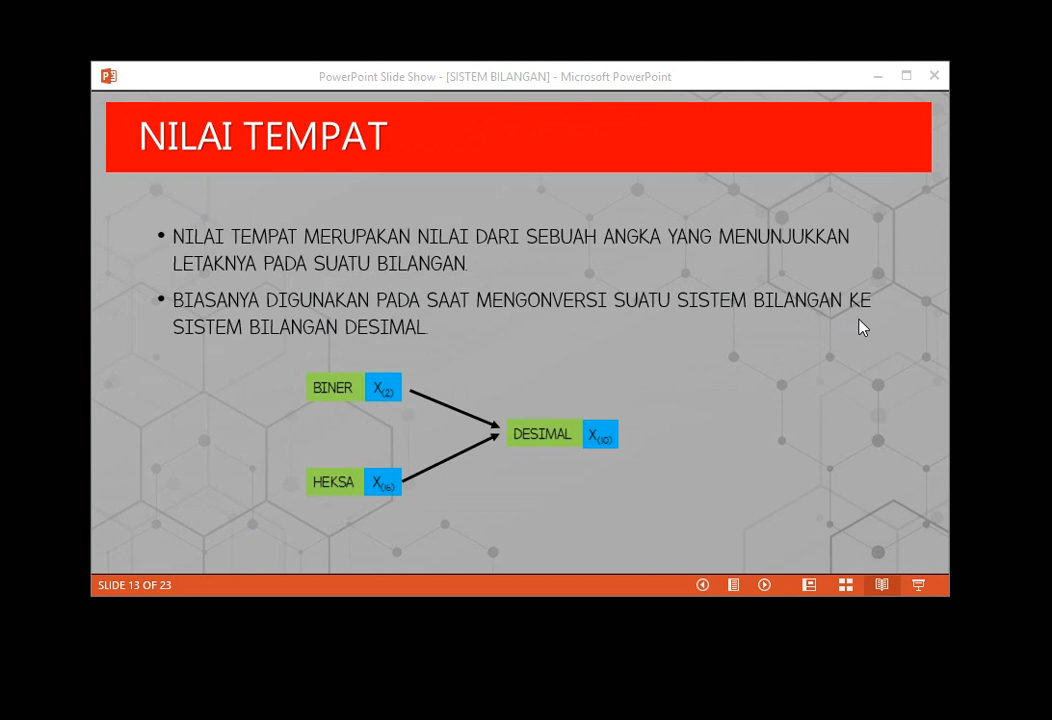 PowerPoint Slide Show - [SISTEM BILANGAN] - Microsoft PowerPoint
NILAI TEMPAT
• NILAI TEMPAT MERUPAKAN NILAI DARI SEBUAH ANGKA YANG MENUNJUKKAN
LETAKNYA PADA SUATU BILANGAN.
• BIASANYA DIGUNAKAN PADA SAAT MENGONVERSI SUATU SISTEM BILANGAN KE
SISTEM BILANGAN DESIMAL.
BINER X(2)
DESIMAL X(10)
HEKSA X(16)
SLIDE 13 OF 23